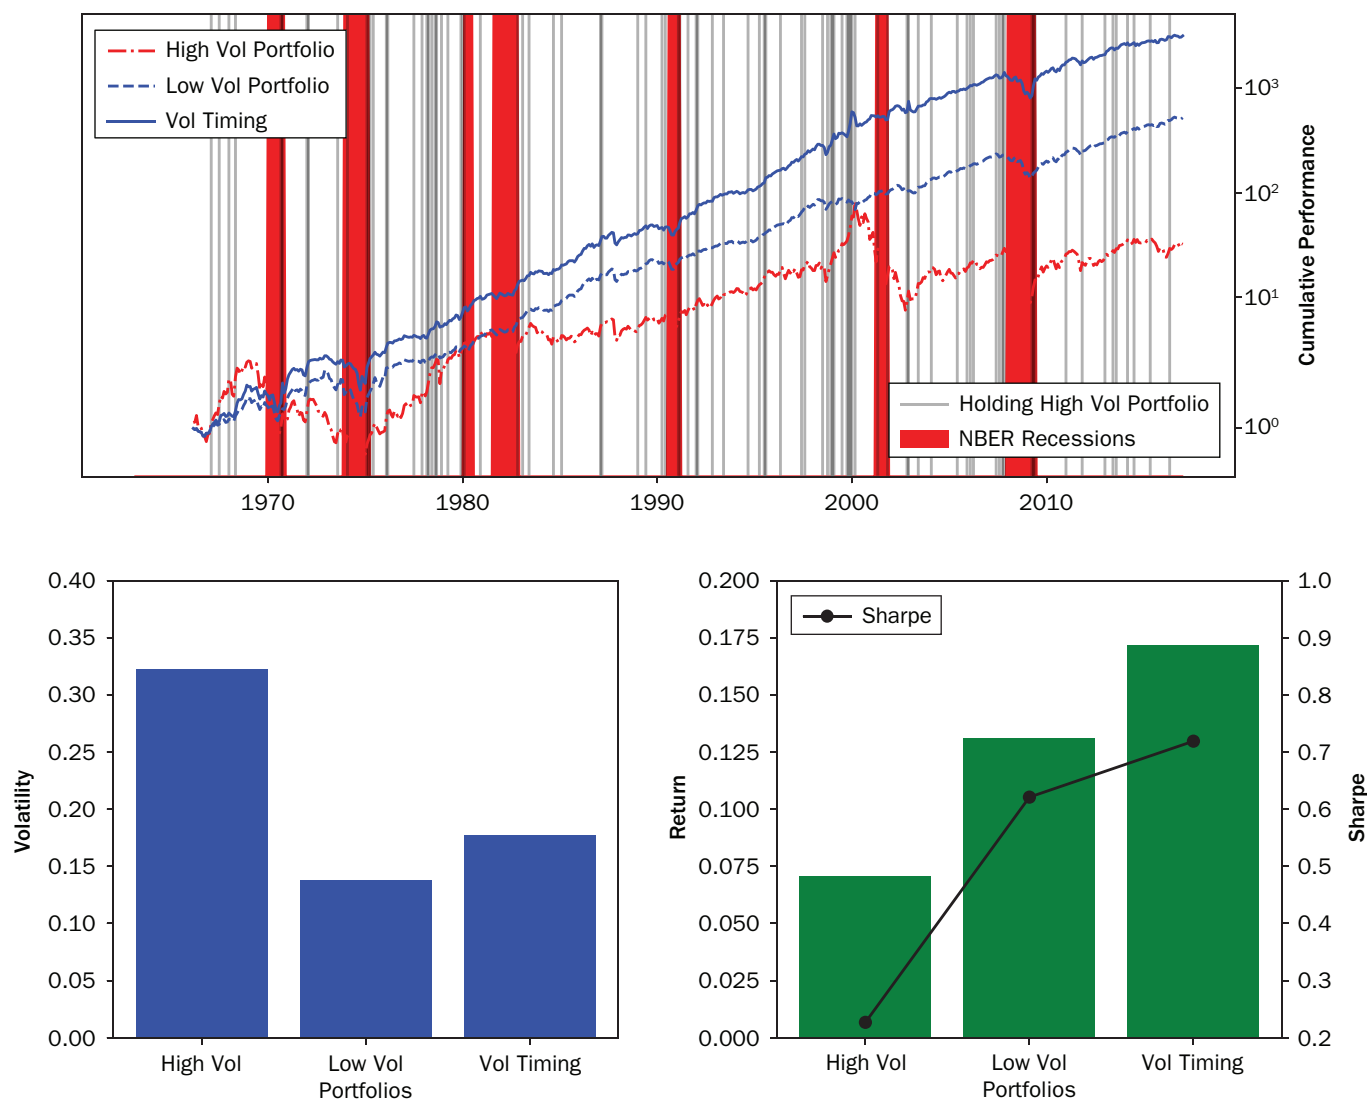 High Vol Portfolio
Low Vol Portfolio
Vol Timing
10³
10²
10¹
10⁰
Cumulative Performance
Holding High Vol Portfolio
NBER Recessions
1970 1980 1990 2000 2010
0.40
0.35
0.30
0.25
0.20
0.15
0.10
0.05
0.00
Volatility
High Vol Low Vol Vol Timing
Portfolios
0.200
0.175
0.150
0.125
0.100
0.075
0.050
0.025
0.000
Return
Sharpe
1.0
0.9
0.8
0.7
0.6
0.5
0.4
0.3
0.2
Sharpe
High Vol Low Vol Vol Timing
Portfolios